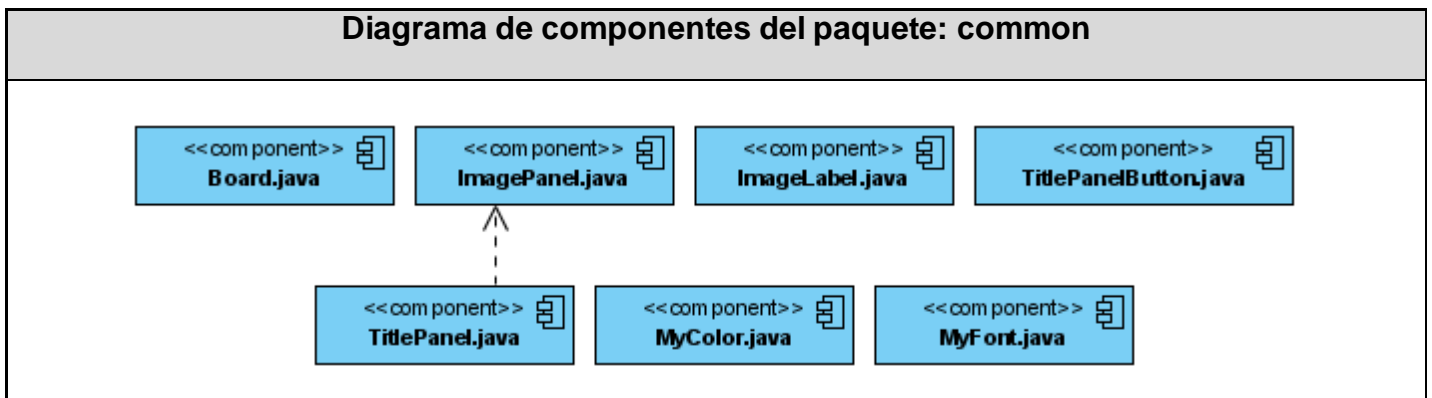 Diagrama de componentes del paquete: common
<<component>>
Board.java
<<component>>
ImagePanel.java
<<component>>
ImageLabel.java
<<component>>
TitlePanelButton.java
<<component>>
TitlePanel.java
<<component>>
MyColor.java
<<component>>
MyFont.java